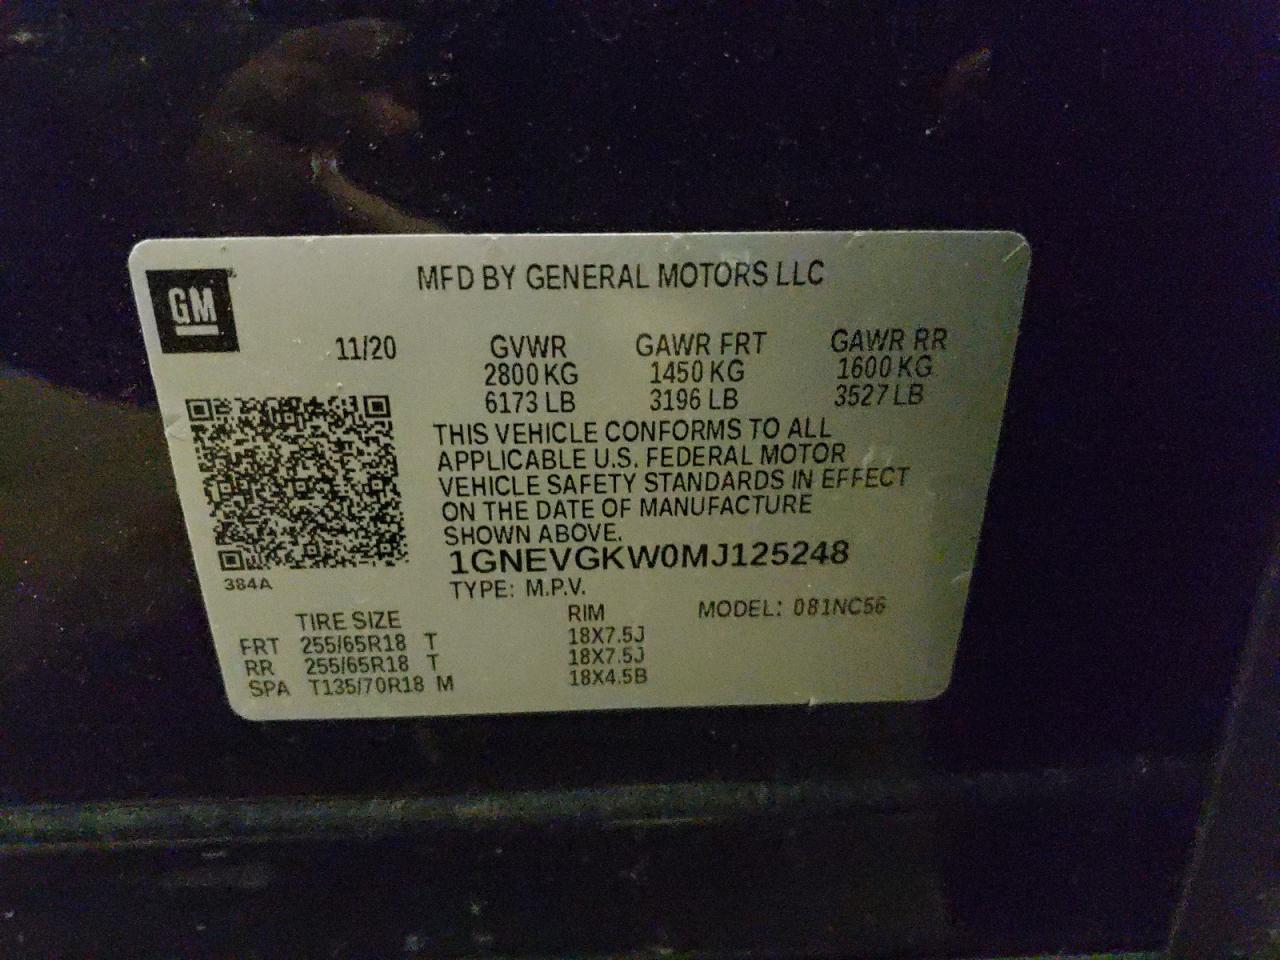 MFD BY GENERAL MOTORS LLC
GM
11/20 GVWR GAWR FRT GAWR RR
2800 KG 1450 KG 1600 KG
6173 LB 3196 LB 3527 LB
THIS VEHICLE CONFORMS TO ALL
APPLICABLE U.S. FEDERAL MOTOR
VEHICLE SAFETY STANDARDS IN EFFECT
ON THE DATE OF MANUFACTURE
SHOWN ABOVE.
1GNEVGKW0MJ125248
384A
TYPE: M.P.V. MODEL: 081NC56
TIRE SIZE RIM
FRT 255/65R18 T 18X7.5J
RR 255/65R18 T 18X7.5J
SPA T135/70R18 M 18X4.5B